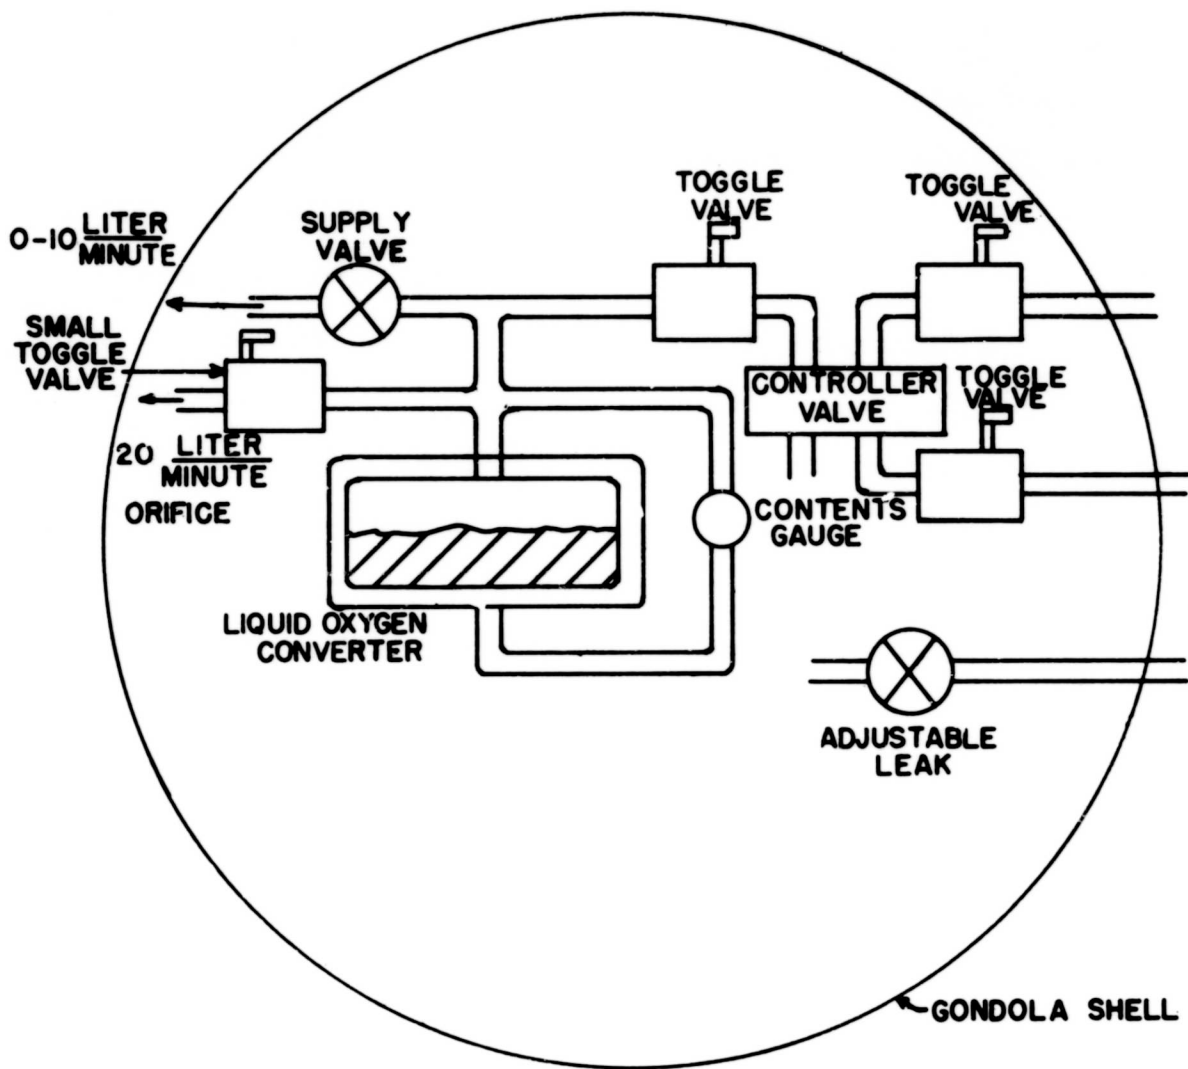 TOGGLE
VALVE
TOGGLE
VALVE
0-10 LITER
MINUTE
SUPPLY
VALVE
SMALL
TOGGLE
VALVE
CONTROLLER
VALVE
TOGGLE
VALVE
20 LITER
MINUTE
ORIFICE
CONTENTS
GAUGE
LIQUID OXYGEN
CONVERTER
ADJUSTABLE
LEAK
GONDOLA SHELL